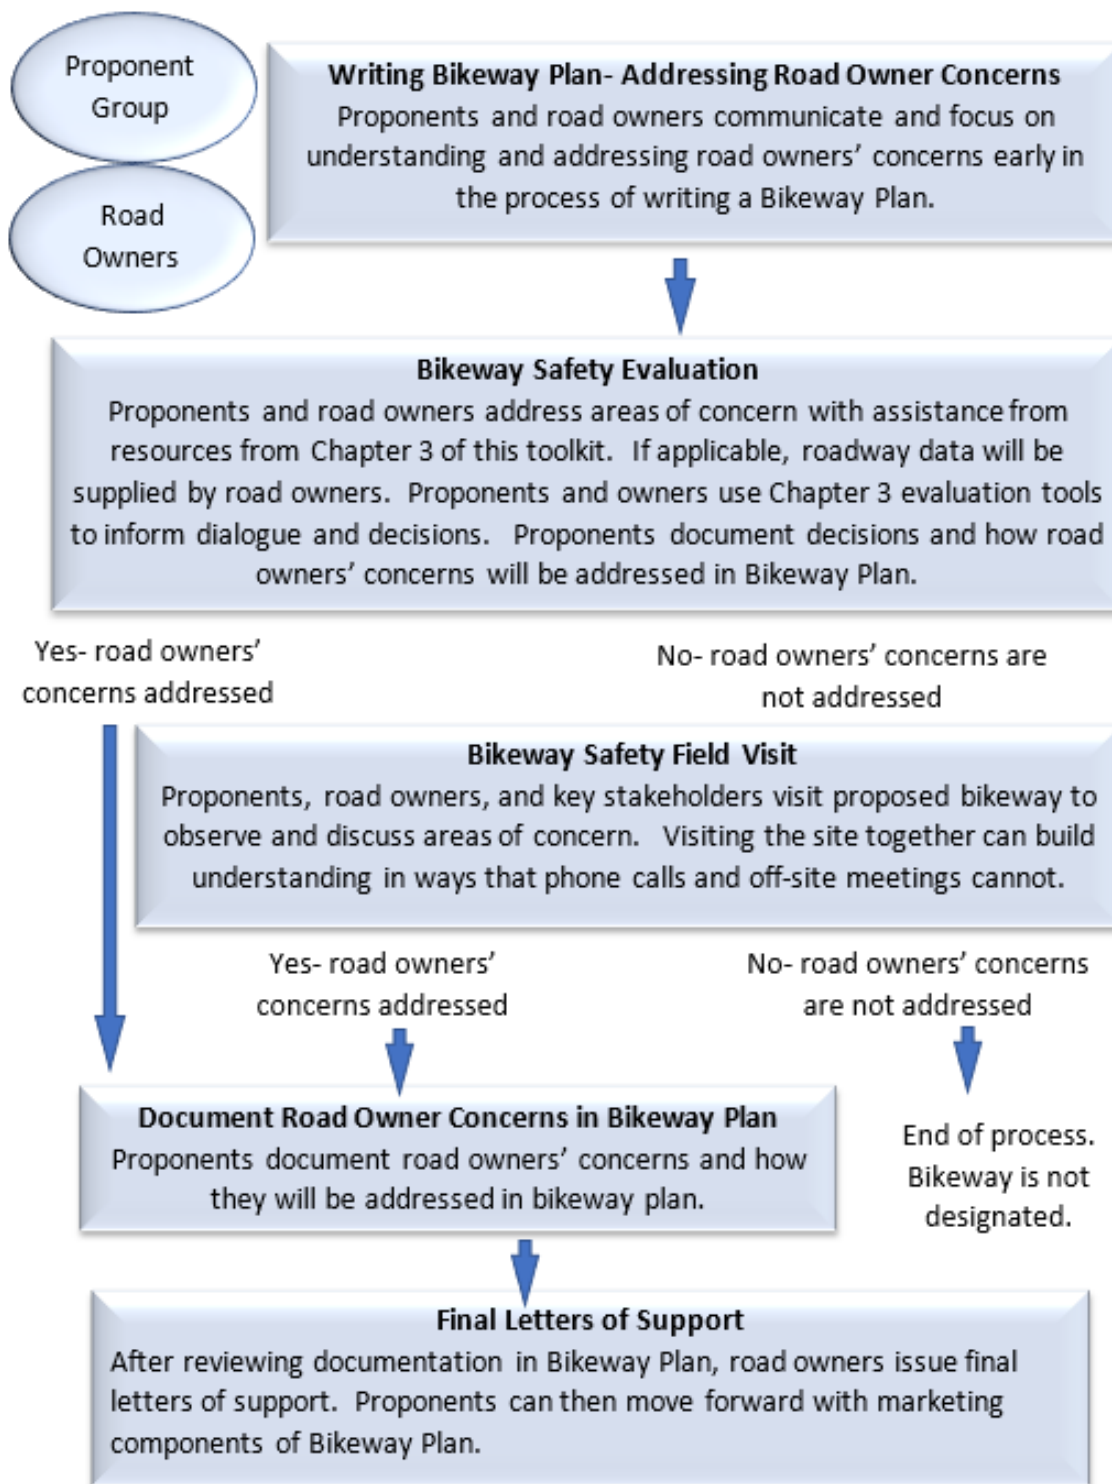 Proponent
Group
Road
Owners
Writing Bikeway Plan- Addressing Road Owner Concerns
Proponents and road owners communicate and focus on
understanding and addressing road owners’ concerns early in
the process of writing a Bikeway Plan.
Bikeway Safety Evaluation
Proponents and road owners address areas of concern with assistance from
resources from Chapter 3 of this toolkit. If applicable, roadway data will be
supplied by road owners. Proponents and owners use Chapter 3 evaluation tools
to inform dialogue and decisions. Proponents document decisions and how road
owners’ concerns will be addressed in Bikeway Plan.
Yes- road owners’
concerns addressed
No- road owners’ concerns are
not addressed
Bikeway Safety Field Visit
Proponents, road owners, and key stakeholders visit proposed bikeway to
observe and discuss areas of concern. Visiting the site together can build
understanding in ways that phone calls and off-site meetings cannot.
Yes- road owners’
concerns addressed
No- road owners’ concerns
are not addressed
Document Road Owner Concerns in Bikeway Plan
Proponents document road owners’ concerns and how
they will be addressed in bikeway plan.
End of process.
Bikeway is not
designated.
Final Letters of Support
After reviewing documentation in Bikeway Plan, road owners issue final
letters of support. Proponents can then move forward with marketing
components of Bikeway Plan.